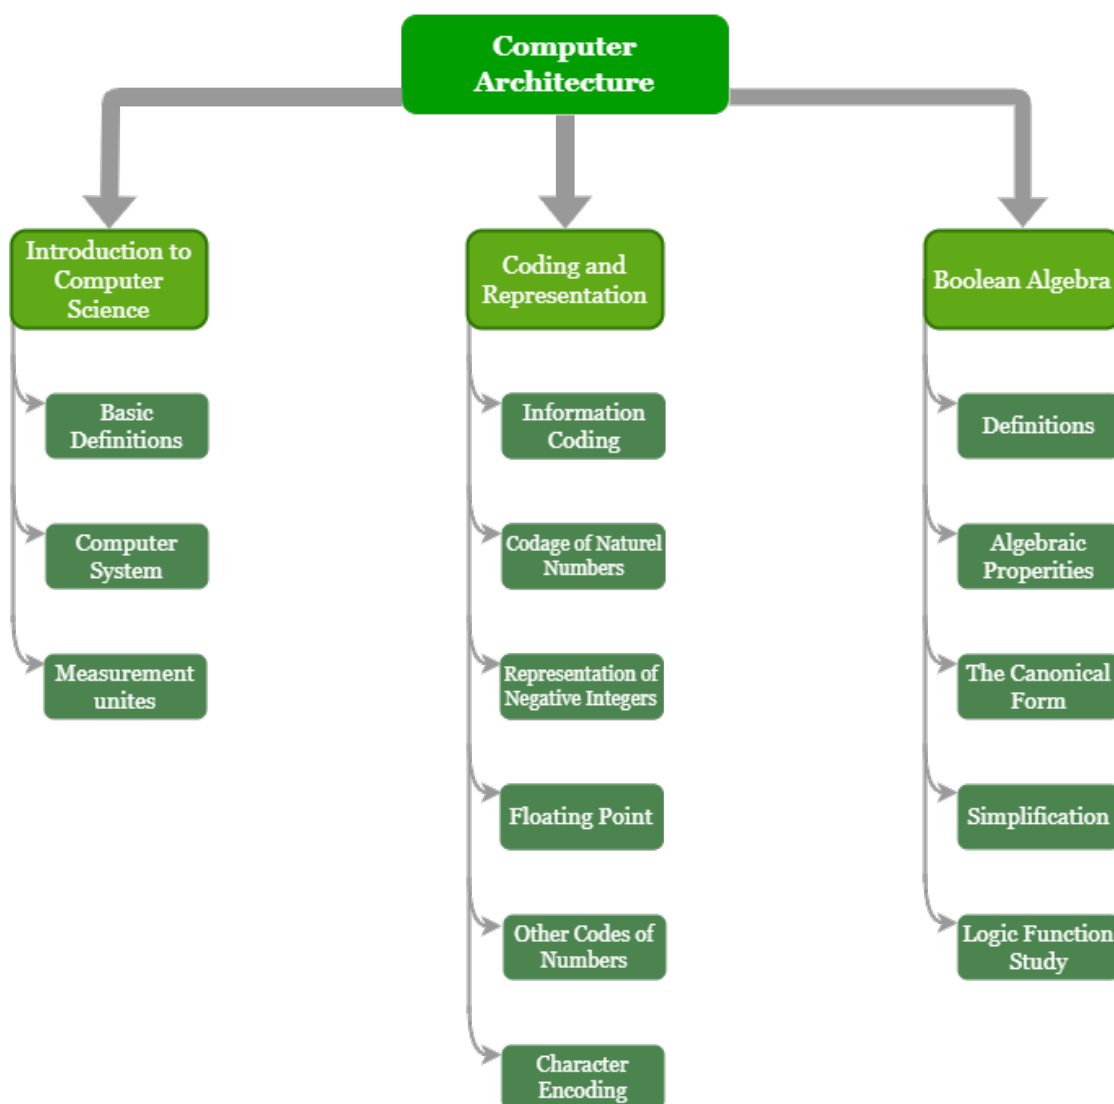 Computer
Architecture
Introduction to
Computer
Science
Basic
Definitions
Computer
System
Measurement
unites
Coding and
Representation
Information
Coding
Codage of Naturel
Numbers
Representation of
Negative Integers
Floating Point
Other Codes of
Numbers
Character
Encoding
Boolean Algebra
Definitions
Algebraic
Properities
The Canonical
Form
Simplification
Logic Function
Study